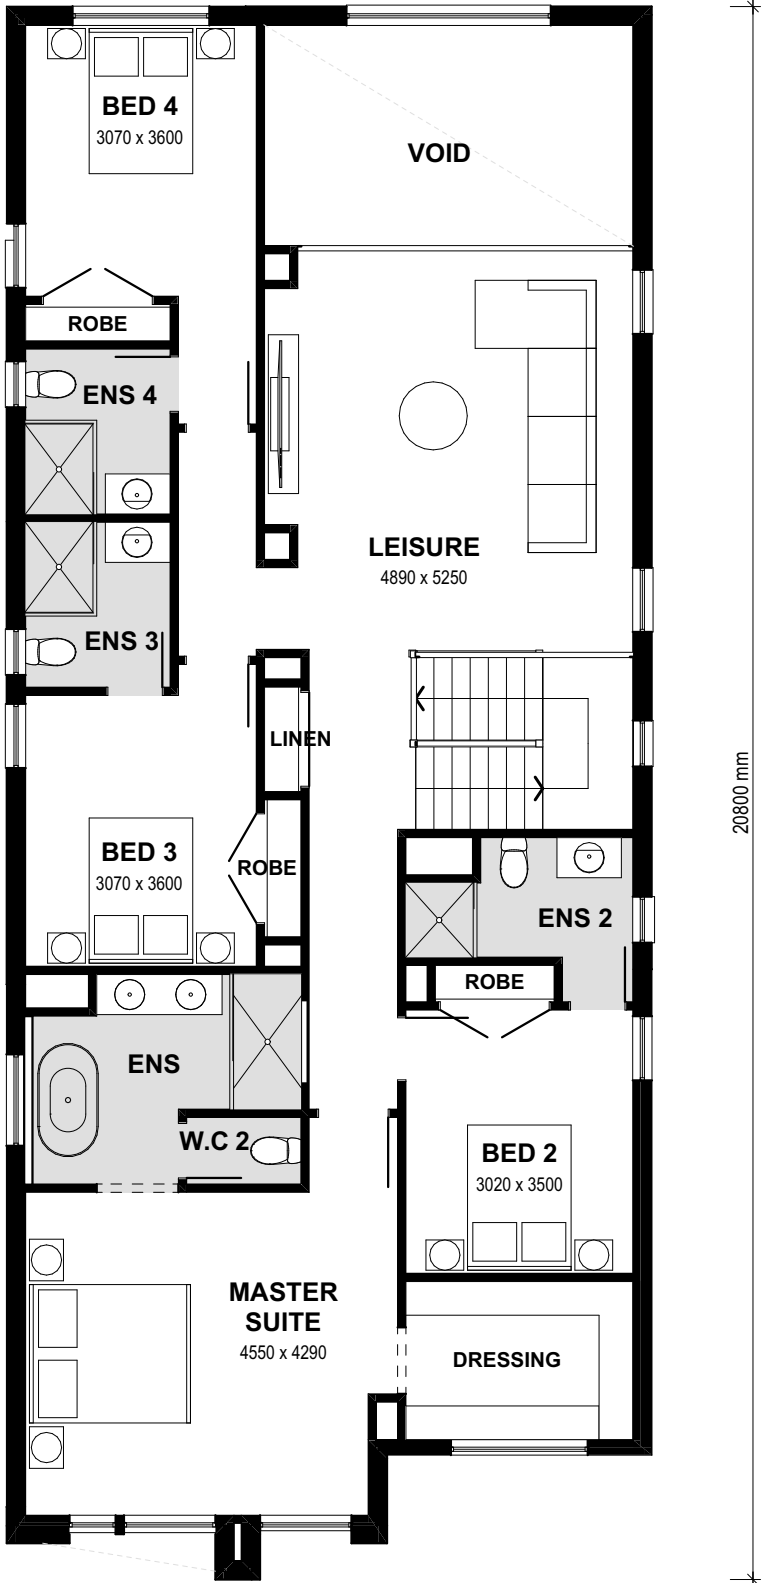 BED 4
3070 x 3600
VOID
ROBE
ENS 4
LEISURE
4890 x 5250
ENS 3
LINEN
20800 mm
BED 3
3070 x 3600
ROBE
ENS 2
ROBE
ENS
W.C 2
BED 2
3020 x 3500
MASTER
SUITE
4550 x 4290
DRESSING